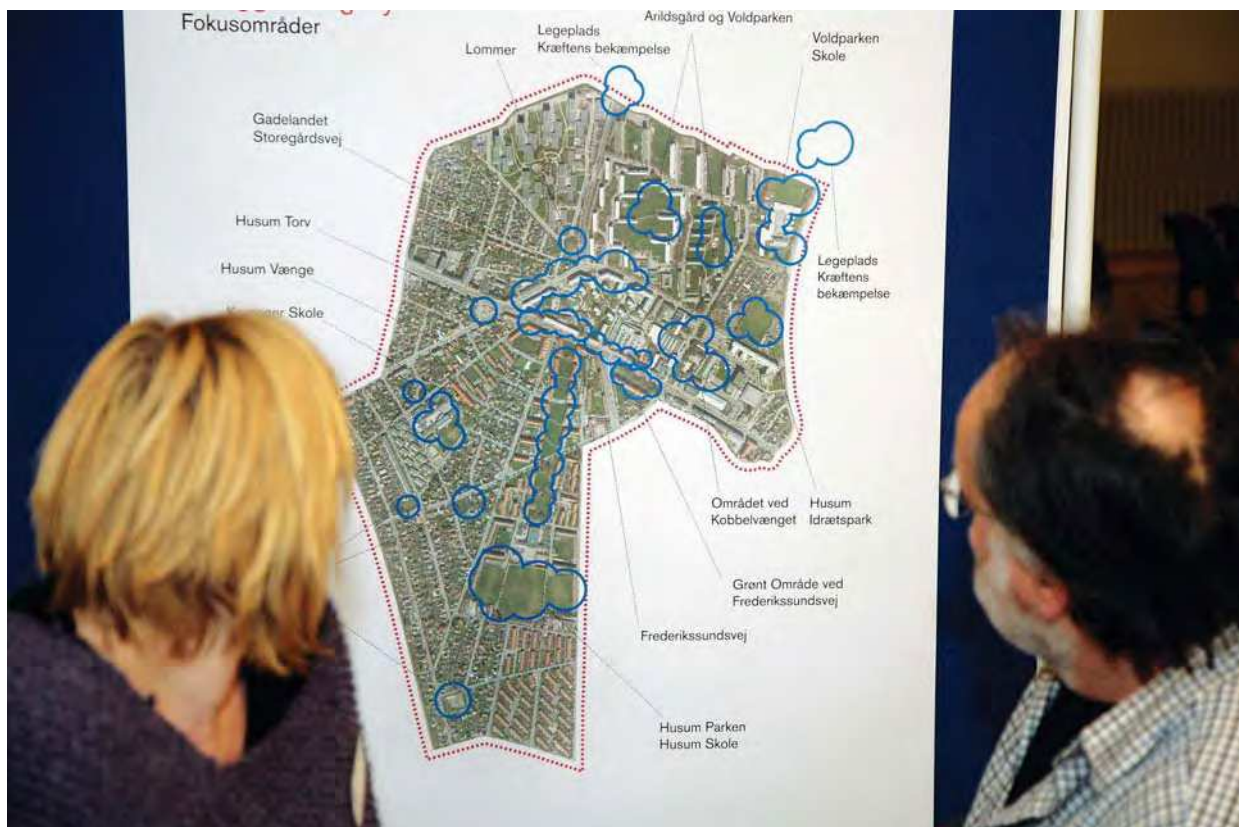 Fokusområder
Legeplads
Kræftens bekæmpelse
Arildsgård og Voldparken
Lommer
Voldparken
Skole
Gadelandet
Storegårdsvej
Husum Torv
Husum Vænge
Skole
Legeplads
Kræftens
bekæmpelse
Området ved
Kobbelvænget
Husum
Idrætspark
Grønt Område ved
Frederikssundsvej
Frederikssundsvej
Husum Parken
Husum Skole